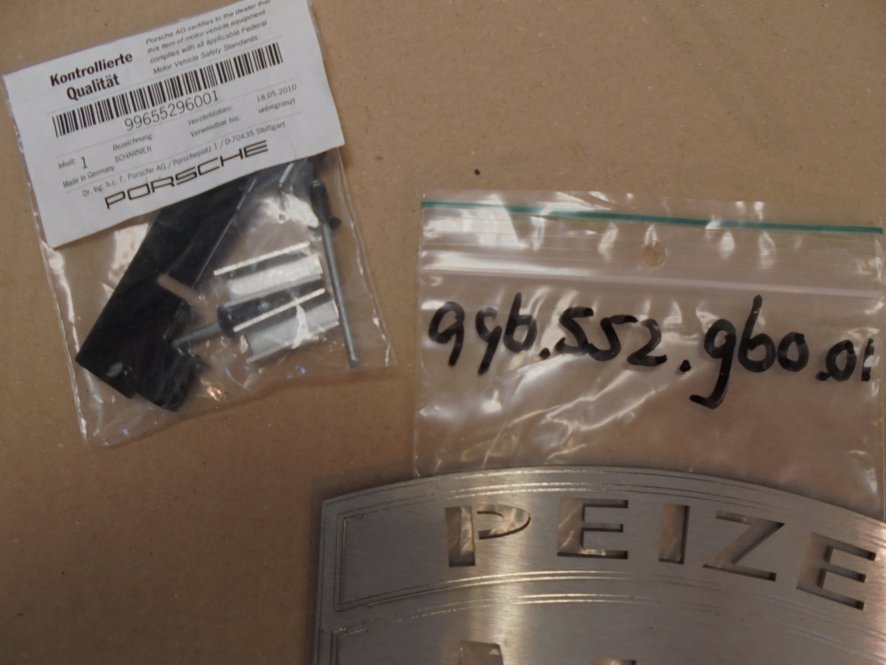 Porsche AG certifies to the dealer that
this item of motor vehicle equipment
complies with all applicable Federal
Motor Vehicle Safety Standards.
Kontrollierte
Qualität
99655296001
Inhalt: 1
Bezeichnung:
SCHARNIER
Herstelldatum: 18.05.2010
Verwendbar bis: unbegrenzt
Made in Germany
Dr. Ing. h.c. F. Porsche AG / Porscheplatz 1 / D-70435 Stuttgart
PORSCHE
996.552.960.01
PEIZE